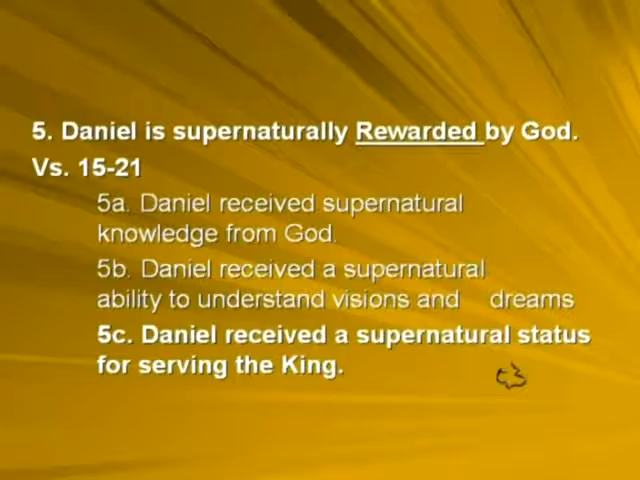 5. Daniel is supernaturally Rewarded by God.
Vs. 15-21
5a. Daniel received supernatural
knowledge from God.
5b. Daniel received a supernatural
ability to understand visions and dreams
5c. Daniel received a supernatural status
for serving the King.